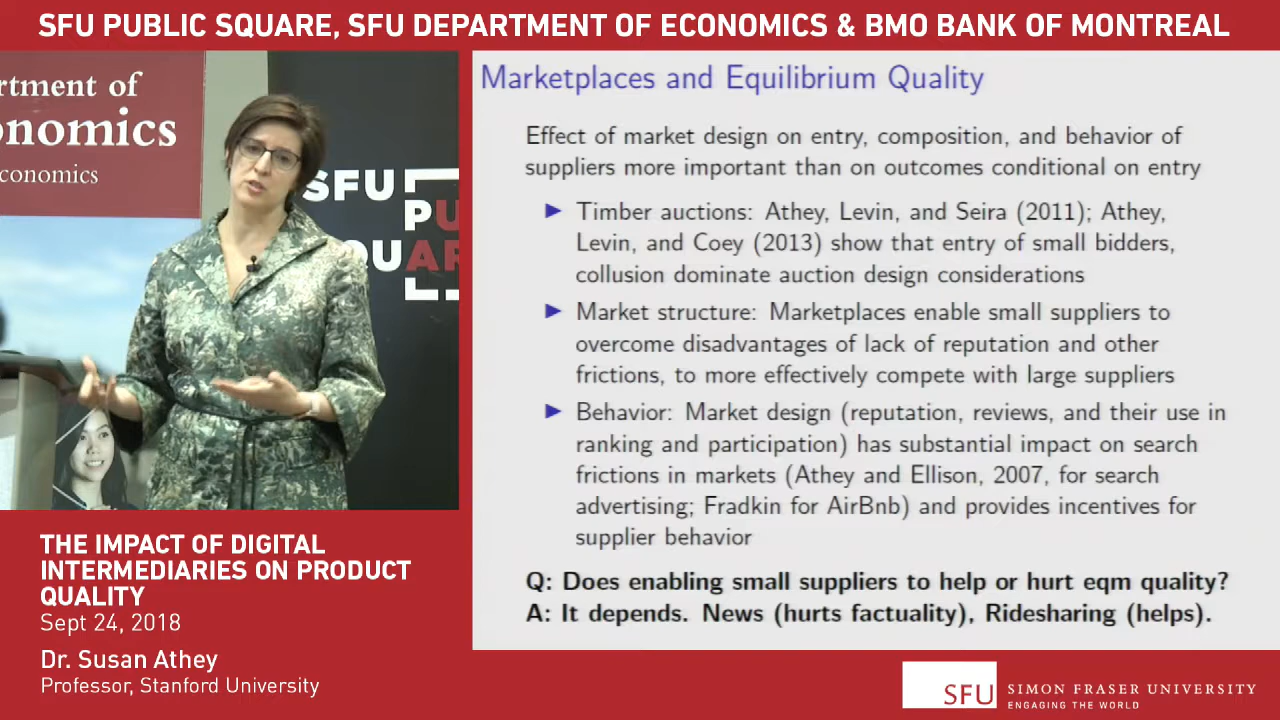 SFU PUBLIC SQUARE, SFU DEPARTMENT OF ECONOMICS & BMO BANK OF MONTREAL
rtment of
onomics
conomics
SFU
PU
QUAR
Marketplaces and Equilibrium Quality
Effect of market design on entry, composition, and behavior of
suppliers more important than on outcomes conditional on entry
Timber auctions: Athey, Levin, and Seira (2011); Athey,
Levin, and Coey (2013) show that entry of small bidders,
collusion dominate auction design considerations
Market structure: Marketplaces enable small suppliers to
overcome disadvantages of lack of reputation and other
frictions, to more effectively compete with large suppliers
Behavior: Market design (reputation, reviews, and their use in
ranking and participation) has substantial impact on search
frictions in markets (Athey and Ellison, 2007, for search
advertising; Fradkin for AirBnb) and provides incentives for
supplier behavior
Q: Does enabling small suppliers to help or hurt eqm quality?
A: It depends. News (hurts factuality), Ridesharing (helps).
THE IMPACT OF DIGITAL
INTERMEDIARIES ON PRODUCT
QUALITY
Sept 24, 2018
Dr. Susan Athey
Professor, Stanford University
SFU
SIMON FRASER UNIVERSITY
ENGAGING THE WORLD